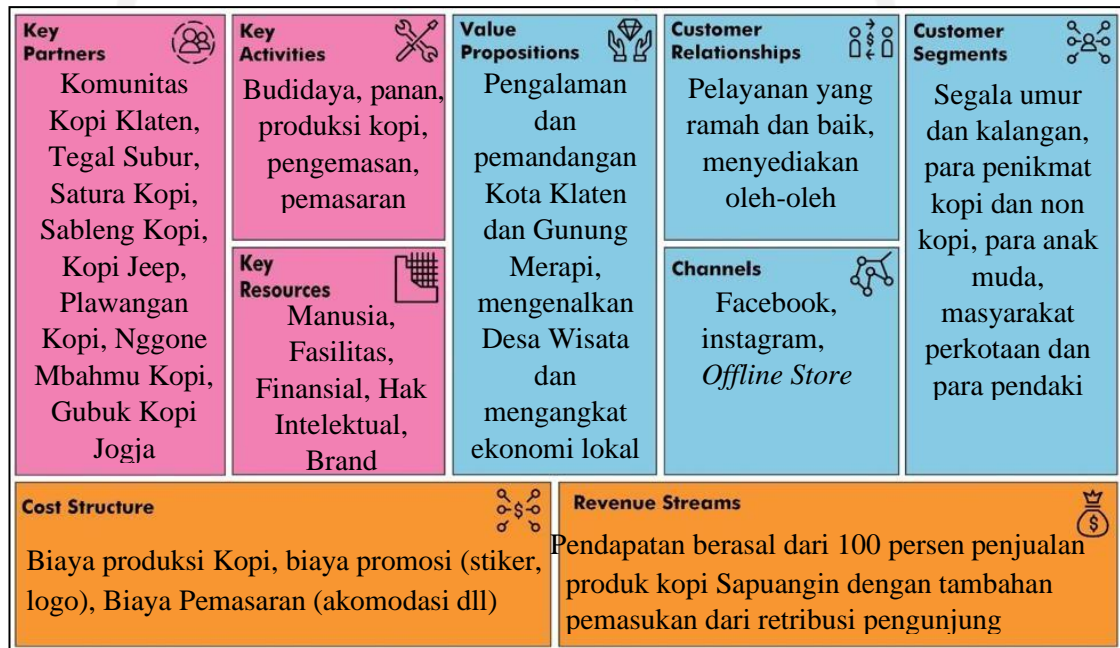 Key
Partners
Komunitas
Kopi Klaten,
Tegal Subur,
Satura Kopi,
Sableng Kopi,
Kopi Jeep,
Plawangan
Kopi, Nggone
Mbahmu Kopi,
Gubuk Kopi
Jogja
Key
Activities
Budidaya, panan,
produksi kopi,
pengemasan,
pemasaran
Key
Resources
Manusia,
Fasilitas,
Finansial, Hak
Intelektual,
Brand
Value
Propositions
Pengalaman
dan
pemandangan
Kota Klaten
dan Gunung
Merapi,
mengenalkan
Desa Wisata
dan
mengangkat
ekonomi lokal
Customer
Relationships
Pelayanan yang
ramah dan baik,
menyediakan
oleh-oleh
Channels
Facebook,
instagram,
Offline Store
Customer
Segments
Segala umur
dan kalangan,
para penikmat
kopi dan non
kopi, para anak
muda,
masyarakat
perkotaan dan
para pendaki
Cost Structure
Biaya produksi Kopi, biaya promosi (stiker,
logo), Biaya Pemasaran (akomodasi dll)
Revenue Streams
Pendapatan berasal dari 100 persen penjualan
produk kopi Sapuangin dengan tambahan
pemasukan dari retribusi pengunjung